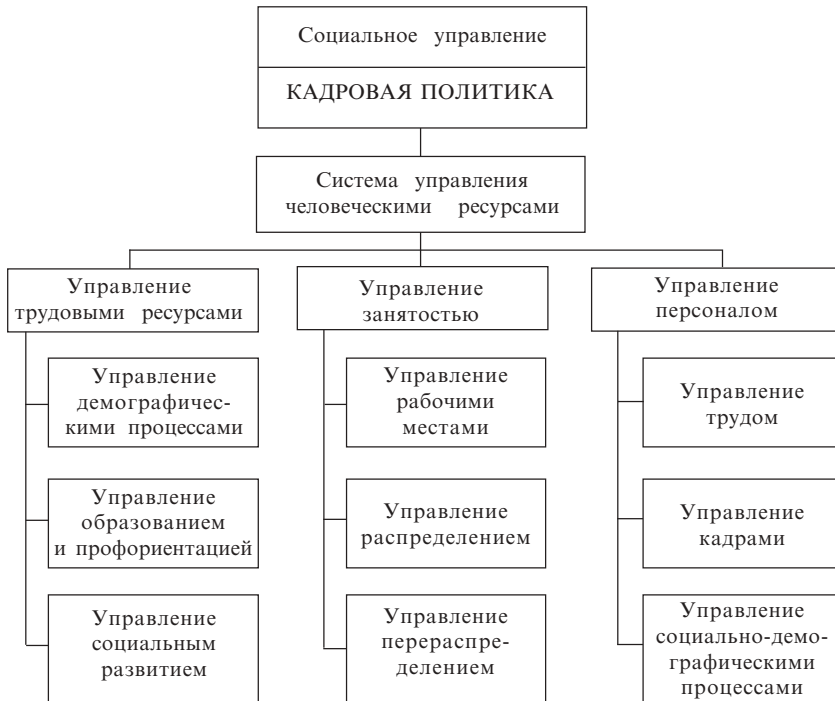 Социальное управление
КАДРОВАЯ ПОЛИТИКА
Система управления
человеческими ресурсами
Управление
трудовыми ресурсами
Управление
занятостью
Управление
персоналом
Управление
демографичес-
кими процессами
Управление
рабочими
местами
Управление
трудом
Управление
образованием
и профориентацией
Управление
распределением
Управление
кадрами
Управление
социальным
развитием
Управление
перераспре-
делением
Управление
социально-демо-
графическими
процессами